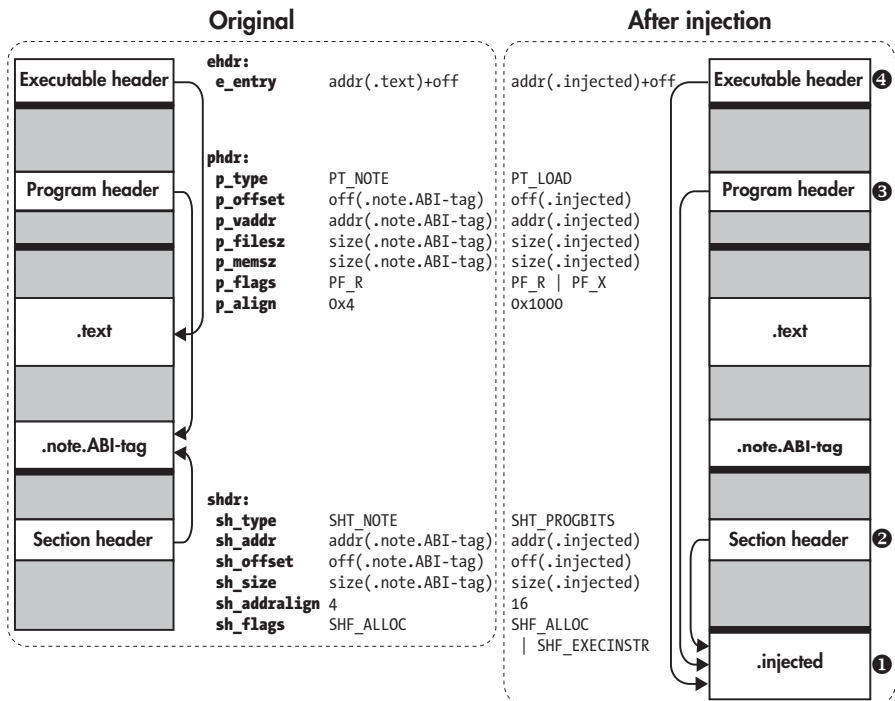 Original After injection
ehdr:
Executable header e_entry addr(.text)+off addr(.injected)+off Executable header ❹
phdr:
p_type PT_NOTE PT_LOAD
Program header p_offset off(.note.ABI-tag) off(.injected) Program header ❸
p_vaddr addr(.note.ABI-tag) addr(.injected)
p_filesz size(.note.ABI-tag) size(.injected)
p_memsz size(.note.ABI-tag) size(.injected)
p_flags PF_R PF_R | PF_X
p_align 0x4 0x1000
.text .text
.note.ABI-tag .note.ABI-tag
shdr:
sh_type SHT_NOTE SHT_PROGBITS
Section header sh_addr addr(.note.ABI-tag) addr(.injected) Section header ❷
sh_offset off(.note.ABI-tag) off(.injected)
sh_size size(.note.ABI-tag) size(.injected)
sh_addralign 4 16
sh_flags SHF_ALLOC SHF_ALLOC
| SHF_EXECINSTR
.injected ❶